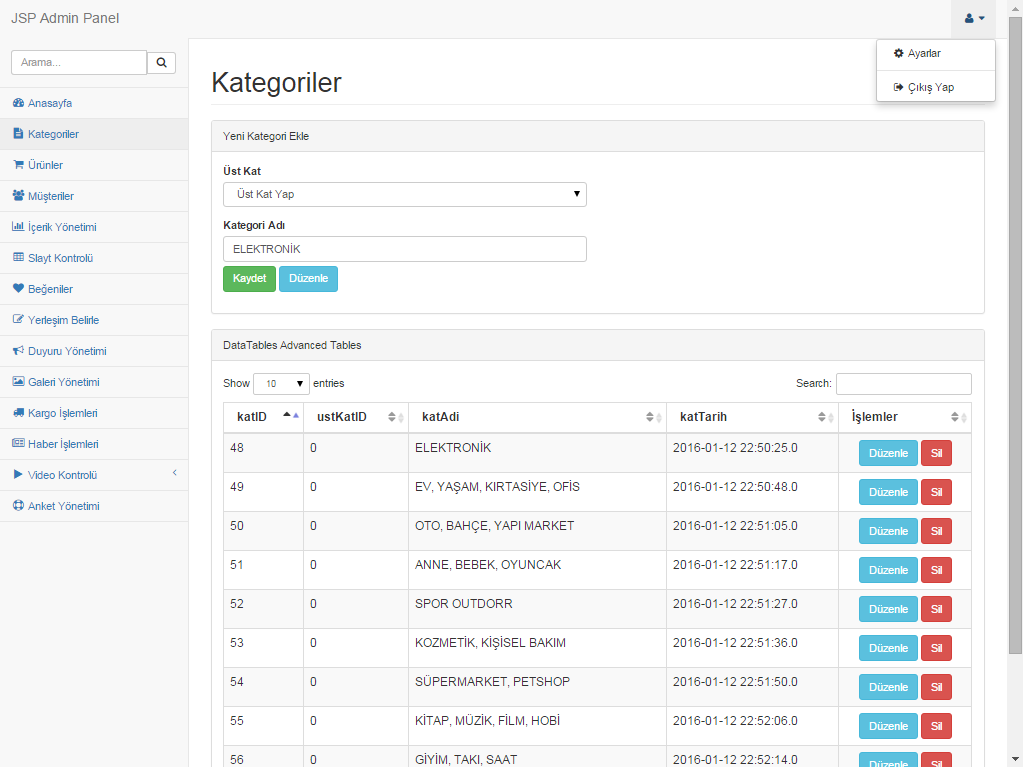 JSP Admin Panel
Ayarlar
Çıkış Yap
Arama...
Anasayfa
Kategoriler
Ürünler
Müşteriler
İçerik Yönetimi
Slayt Kontrolü
Beğeniler
Yerleşim Belirle
Duyuru Yönetimi
Galeri Yönetimi
Kargo İşlemleri
Haber İşlemleri
Video Kontrolü
Anket Yönetimi
Kategoriler
Yeni Kategori Ekle
Üst Kat
Üst Kat Yap
Kategori Adı
ELEKTRONİK
Kaydet Düzenle
DataTables Advanced Tables
Show 10 entries Search:
katID ustKatID katAdi katTarih İşlemler
48 0 ELEKTRONİK 2016-01-12 22:50:25.0 Düzenle Sil
49 0 EV, YAŞAM, KIRTASİYE, OFİS 2016-01-12 22:50:48.0 Düzenle Sil
50 0 OTO, BAHÇE, YAPI MARKET 2016-01-12 22:51:05.0 Düzenle Sil
51 0 ANNE, BEBEK, OYUNCAK 2016-01-12 22:51:17.0 Düzenle Sil
52 0 SPOR OUTDORR 2016-01-12 22:51:27.0 Düzenle Sil
53 0 KOZMETİK, KİŞİSEL BAKIM 2016-01-12 22:51:36.0 Düzenle Sil
54 0 SÜPERMARKET, PETSHOP 2016-01-12 22:51:50.0 Düzenle Sil
55 0 KİTAP, MÜZİK, FİLM, HOBİ 2016-01-12 22:52:06.0 Düzenle Sil
56 0 GİYİM, TAKI, SAAT 2016-01-12 22:52:14.0 Düzenle Sil